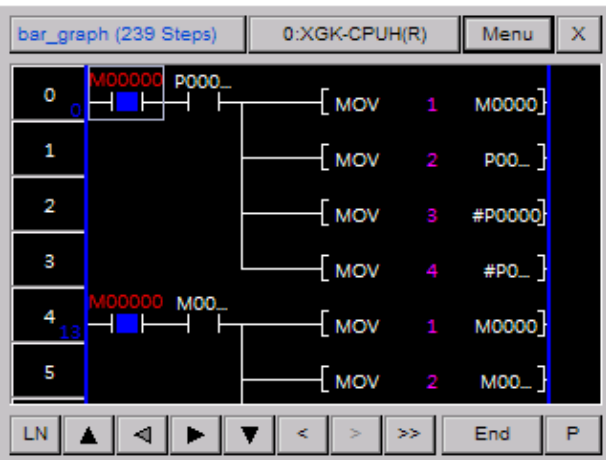 bar_graph (239 Steps) 0:XGK-CPUH(R) Menu X
M00000 P000...
0 0 MOV 1 M0000
1 MOV 2 P00...
2 MOV 3 #P0000
3 MOV 4 #P0...
M00000 M00...
4 13 MOV 1 M0000
5 MOV 2 M00...
LN < > >> End P